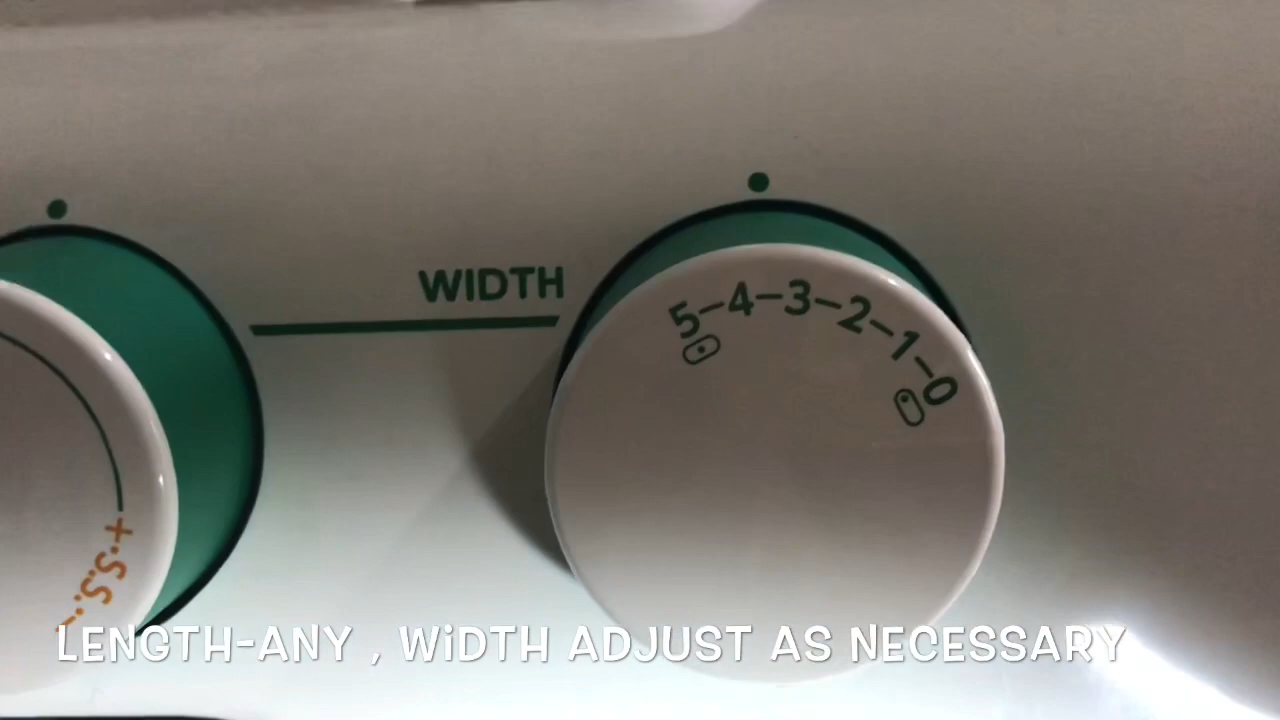 WIDTH
5-4-3-2-1-0
+.S.S.-
LENGTH-ANY , WiDTH ADJUST AS NECESSARY